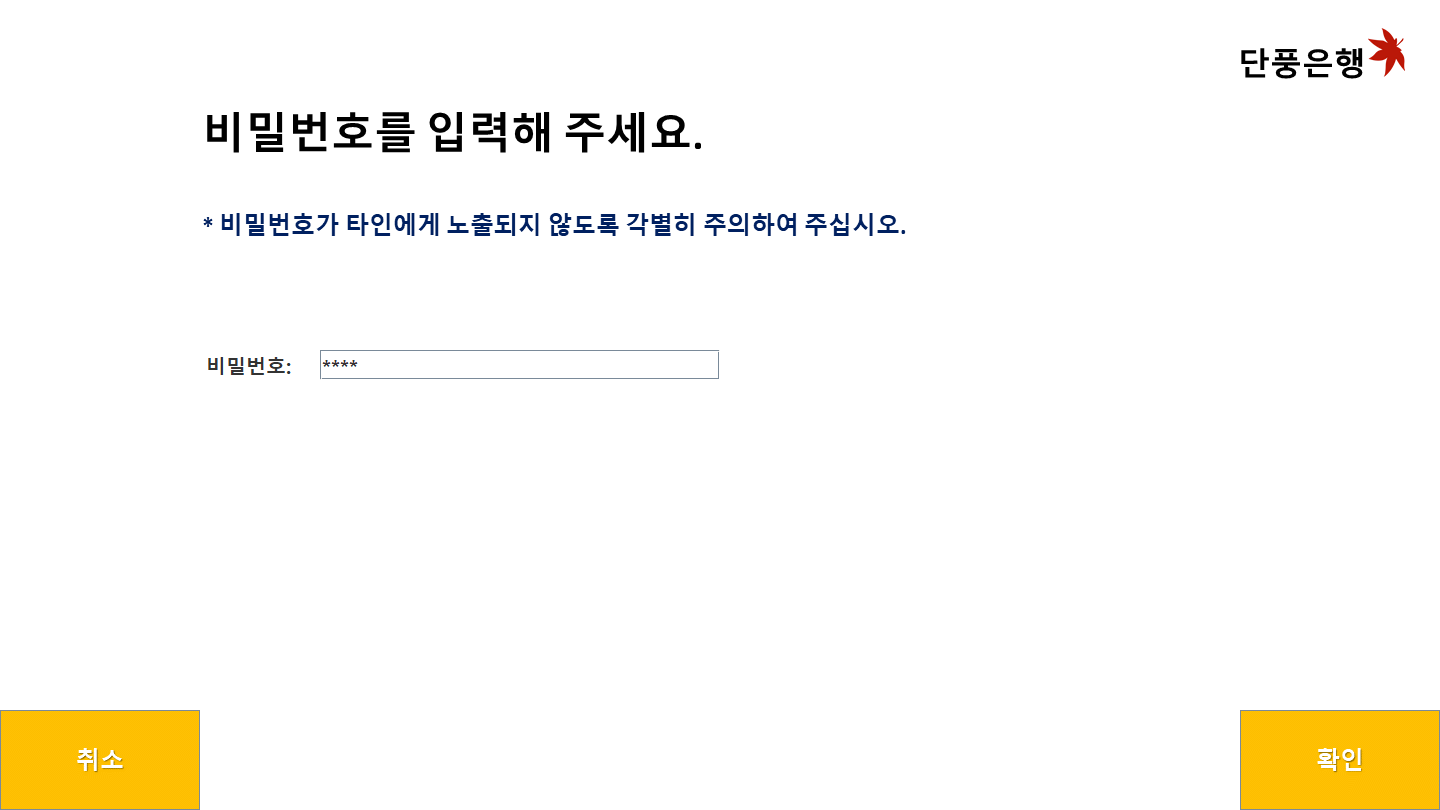 단풍은행
비밀번호를 입력해 주세요.
* 비밀번호가 타인에게 노출되지 않도록 각별히 주의하여 주십시오.
비밀번호: ****
취소 확인